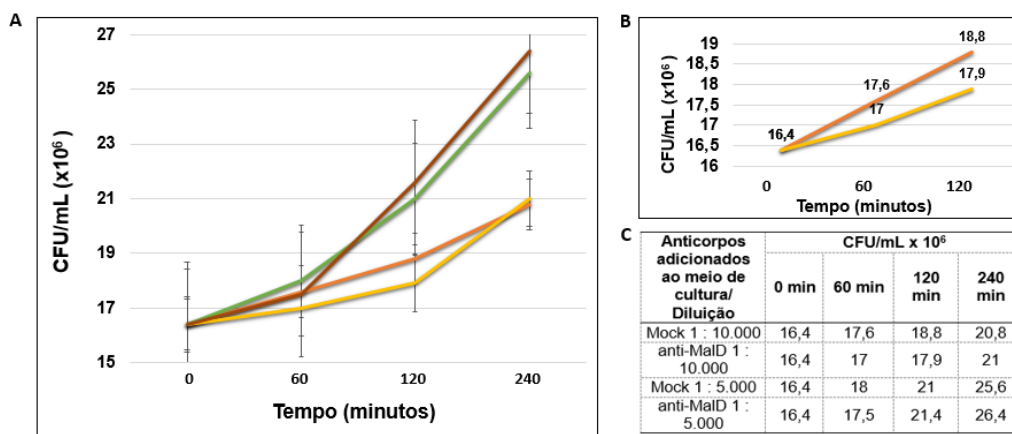 A
27
25
23
21
19
17
15
CFU/mL (x10⁶)
0 60 120 240
Tempo (minutos)
B
19
18,5
18
17,5
17
16,5
16
CFU/mL (x10⁶)
16,4
17,6
17
18,8
17,9
0 60 120
Tempo (minutos)
C
Anticorpos adicionados ao meio de cultura/ Diluição
CFU/mL x 10⁶
0 min 60 min 120 min 240 min
Mock 1 : 10.000 16,4 17,6 18,8 20,8
anti-MalD 1 : 10.000 16,4 17 17,9 21
Mock 1 : 5.000 16,4 18 21 25,6
anti-MalD 1 : 5.000 16,4 17,5 21,4 26,4